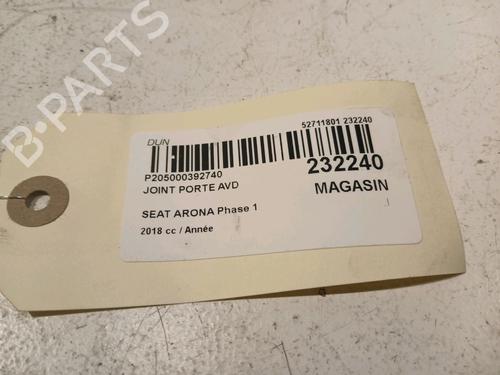 B-PARTS
DUN
52711801 232240
P205000392740
232240
JOINT PORTE AVD
MAGASIN
SEAT ARONA Phase 1
2018 cc / Année